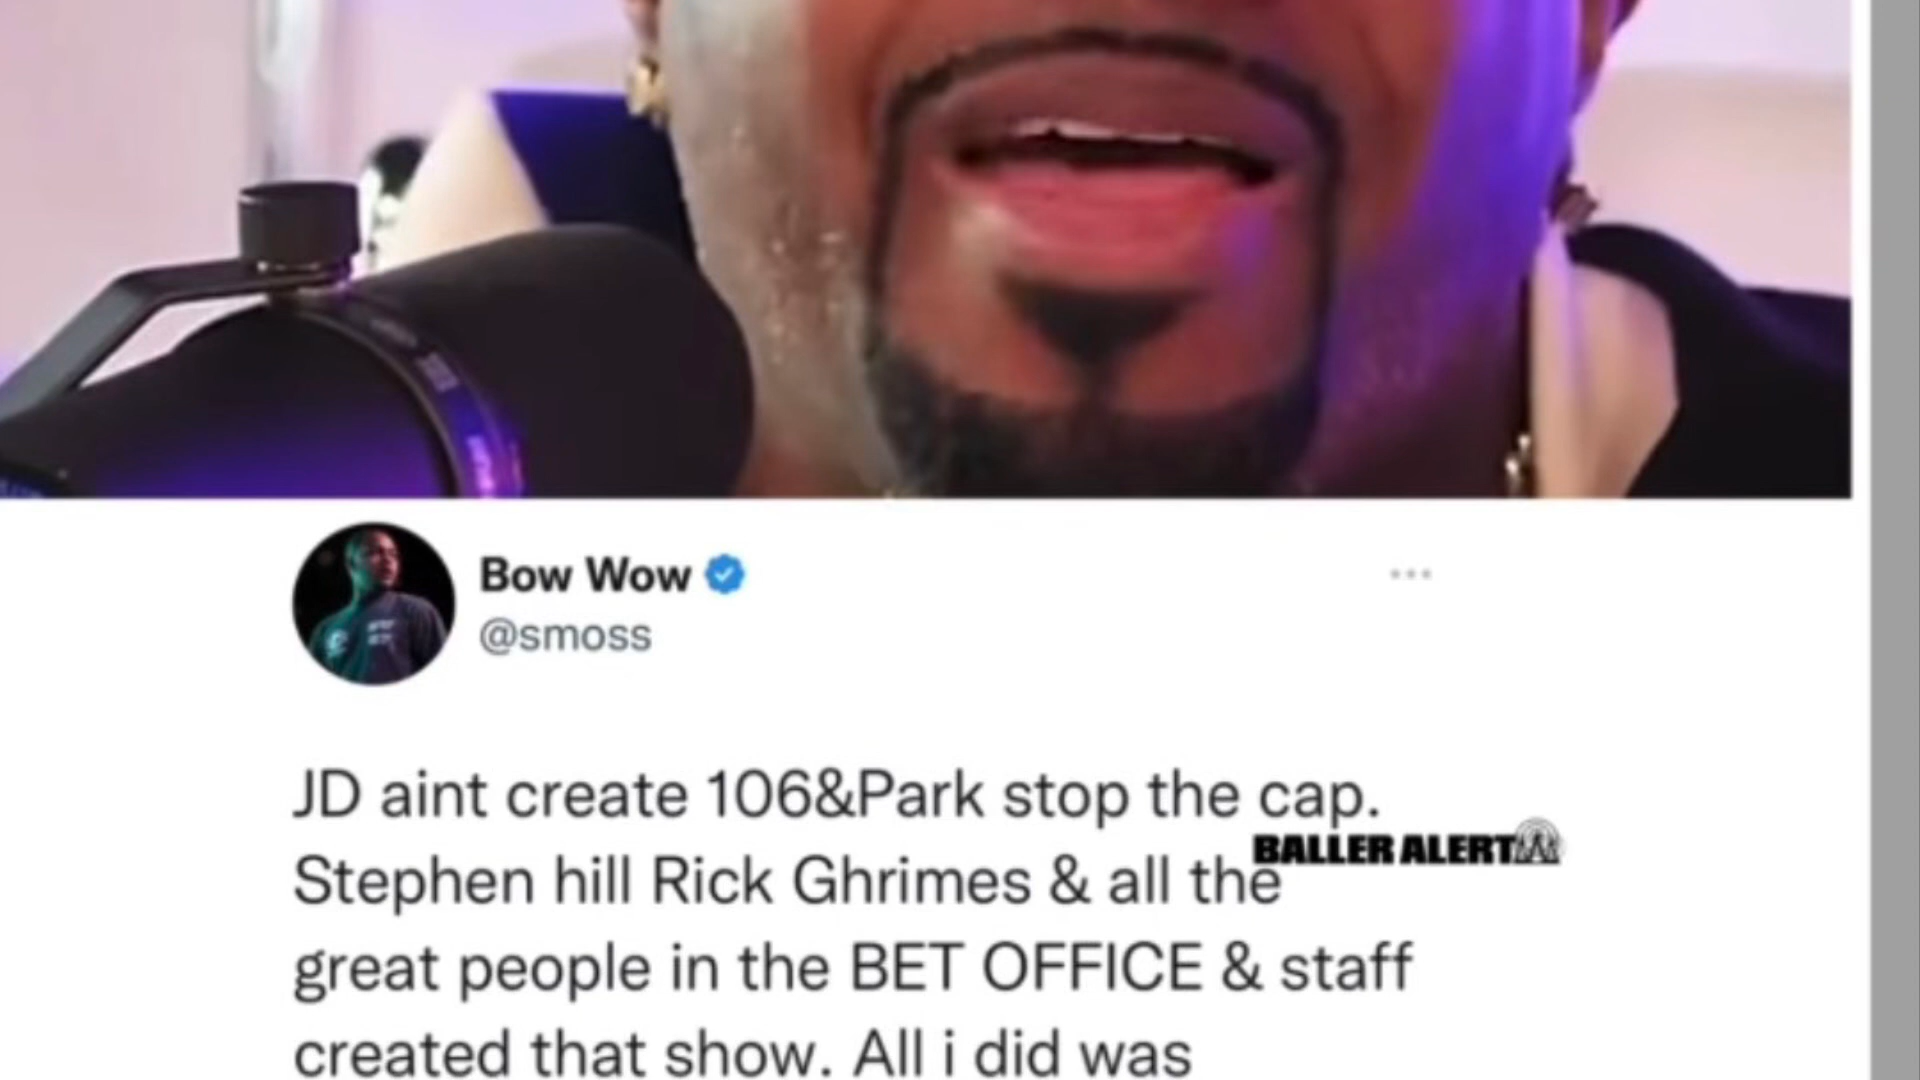 Bow Wow
@smoss
JD aint create 106&Park stop the cap.
BALLER ALERT
Stephen hill Rick Ghrimes & all the
great people in the BET OFFICE & staff
created that show. All i did was